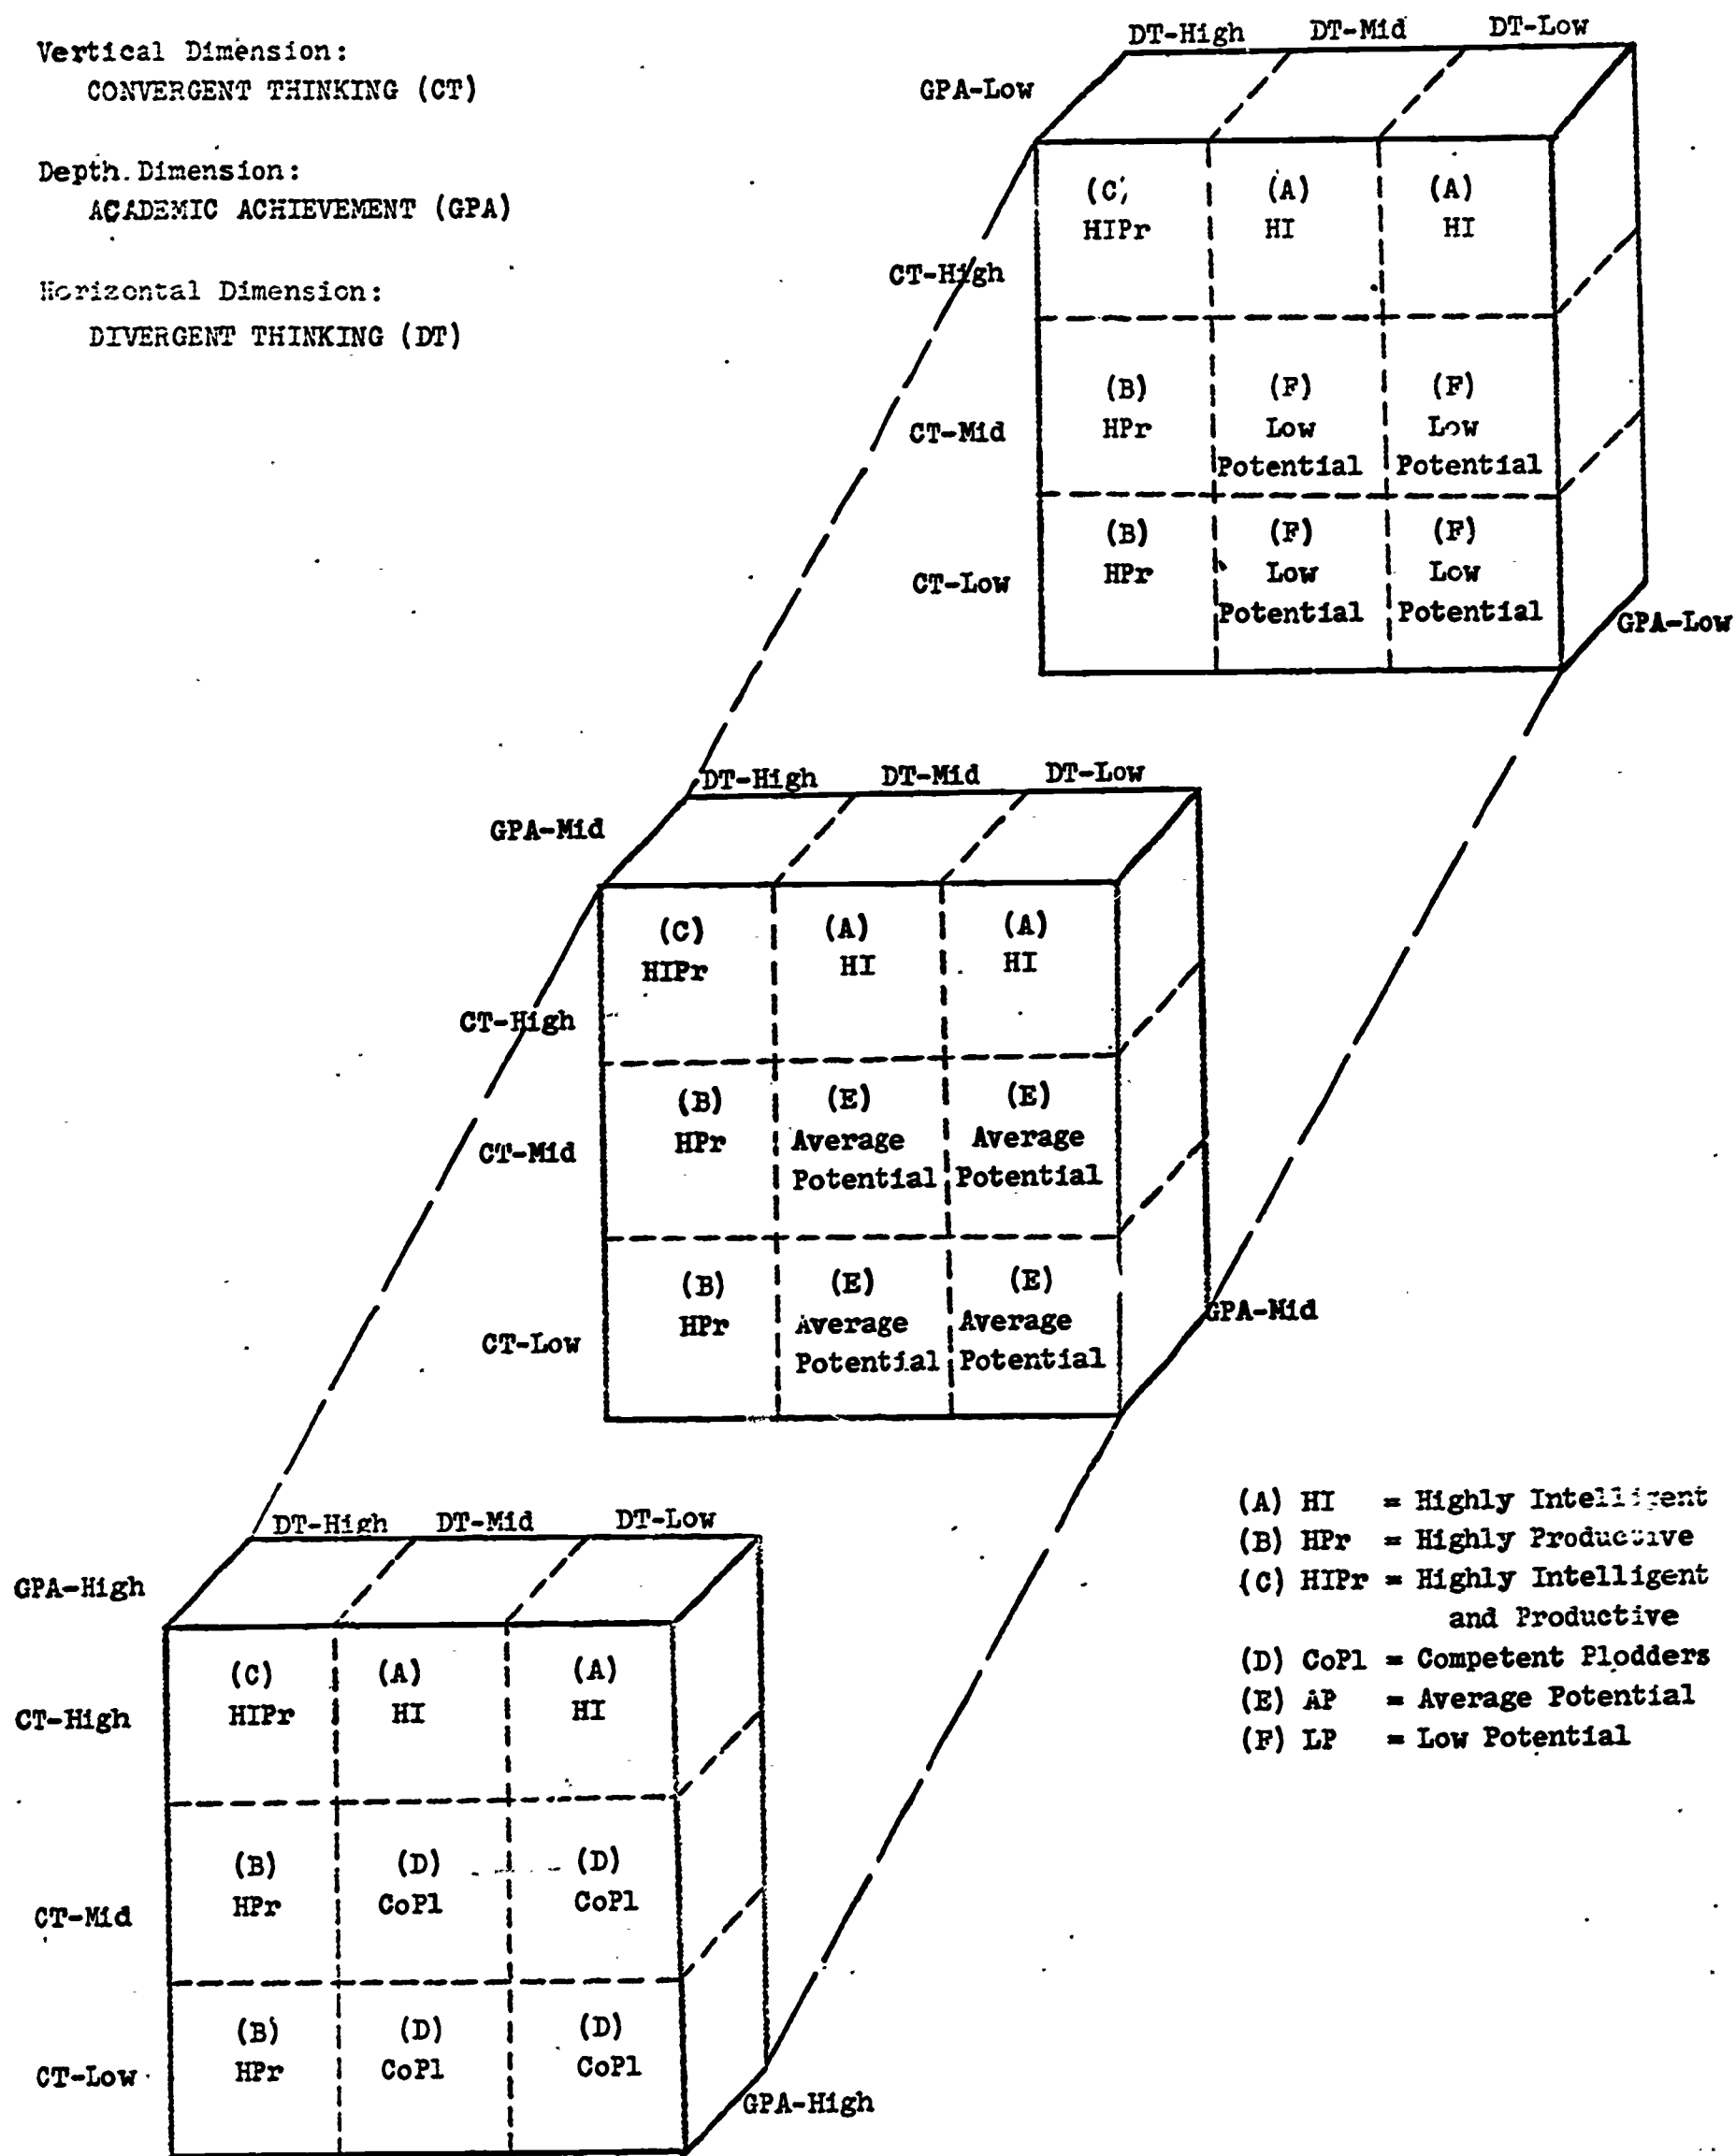 Vertical Dimension:
CONVERGENT THINKING (CT)
Depth Dimension:
ACADEMIC ACHIEVEMENT (GPA)
Horizontal Dimension:
DIVERGENT THINKING (DT)
DT-High DT-Mid DT-Low
GPA-Low
(C) (A) (A)
HIPr HI HI
CT-High
(B) (F) (F)
CT-Mid HPr Low Low
Potential Potential
(B) (F) (F)
CT-Low HPr Low Low
Potential Potential
GPA-Low
DT-High DT-Mid DT-Low
GPA-Mid
(C) (A) (A)
HIPr HI HI
CT-High
(B) (E) (E)
CT-Mid HPr Average Average
Potential Potential
(B) (E) (E)
CT-Low HPr Average Average
Potential Potential
GPA-Mid
DT-High DT-Mid DT-Low
GPA-High
(C) (A) (A)
CT-High HIPr HI HI
(B) (D) (D)
CT-Mid HPr CoPl CoPl
(B) (D) (D)
CT-Low HPr CoPl CoPl
GPA-High
(A) HI = Highly Intelligent
(B) HPr = Highly Productive
(C) HIPr = Highly Intelligent
and Productive
(D) CoPl = Competent Plodders
(E) AP = Average Potential
(F) LP = Low Potential